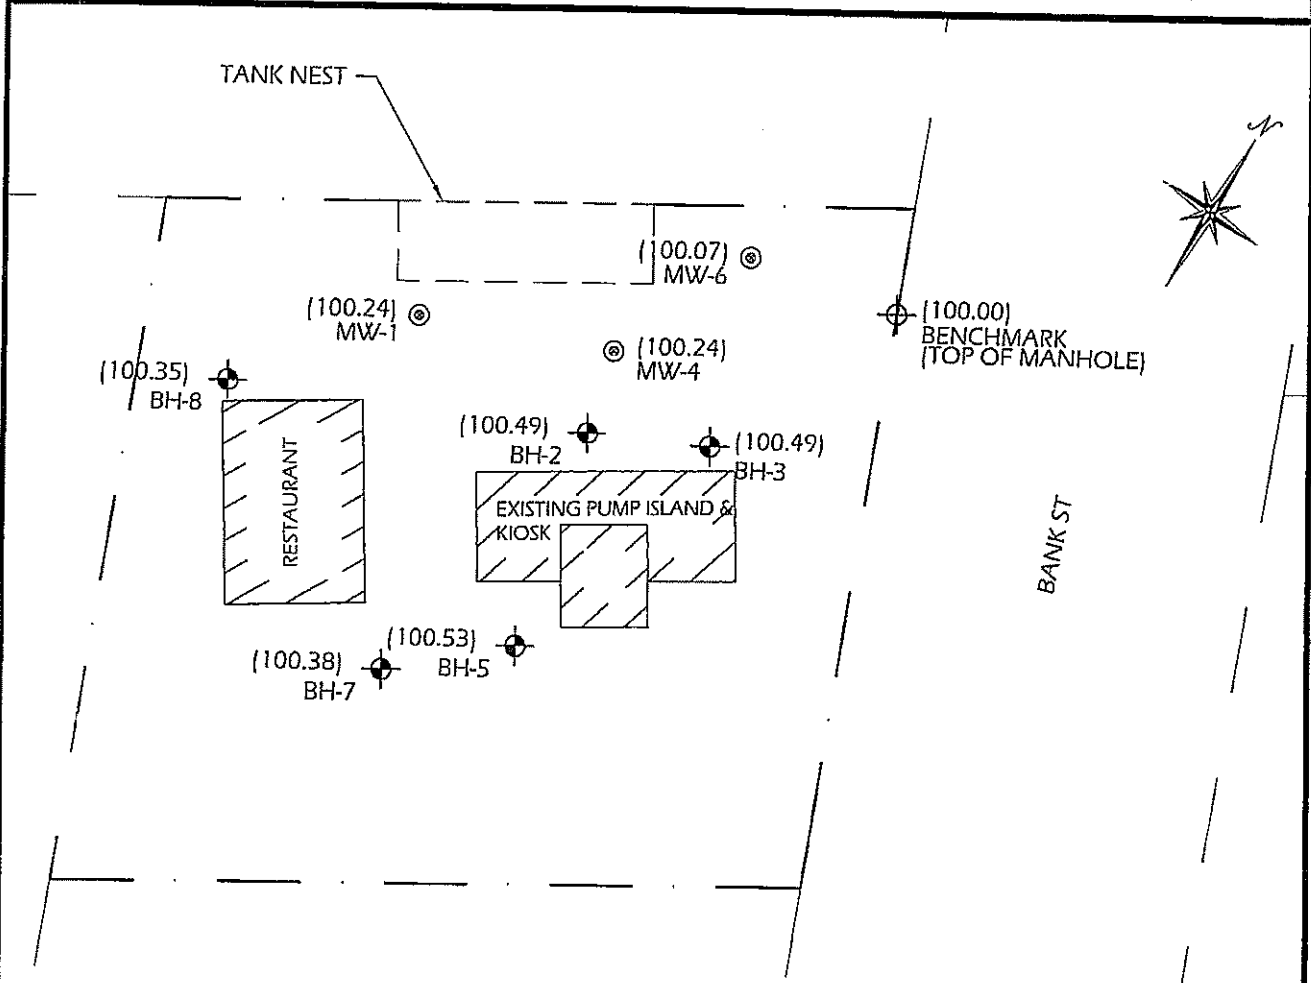 TANK NEST
N
(100.07)
MW-6
(100.24)
MW-1
(100.00)
BENCHMARK
(TOP OF MANHOLE)
(100.24)
MW-4
(100.35)
BH-8
(100.49)
BH-2
(100.49)
BH-3
RESTAURANT
EXISTING PUMP ISLAND &
KIOSK
BANK ST
(100.53)
BH-5
(100.38)
BH-7